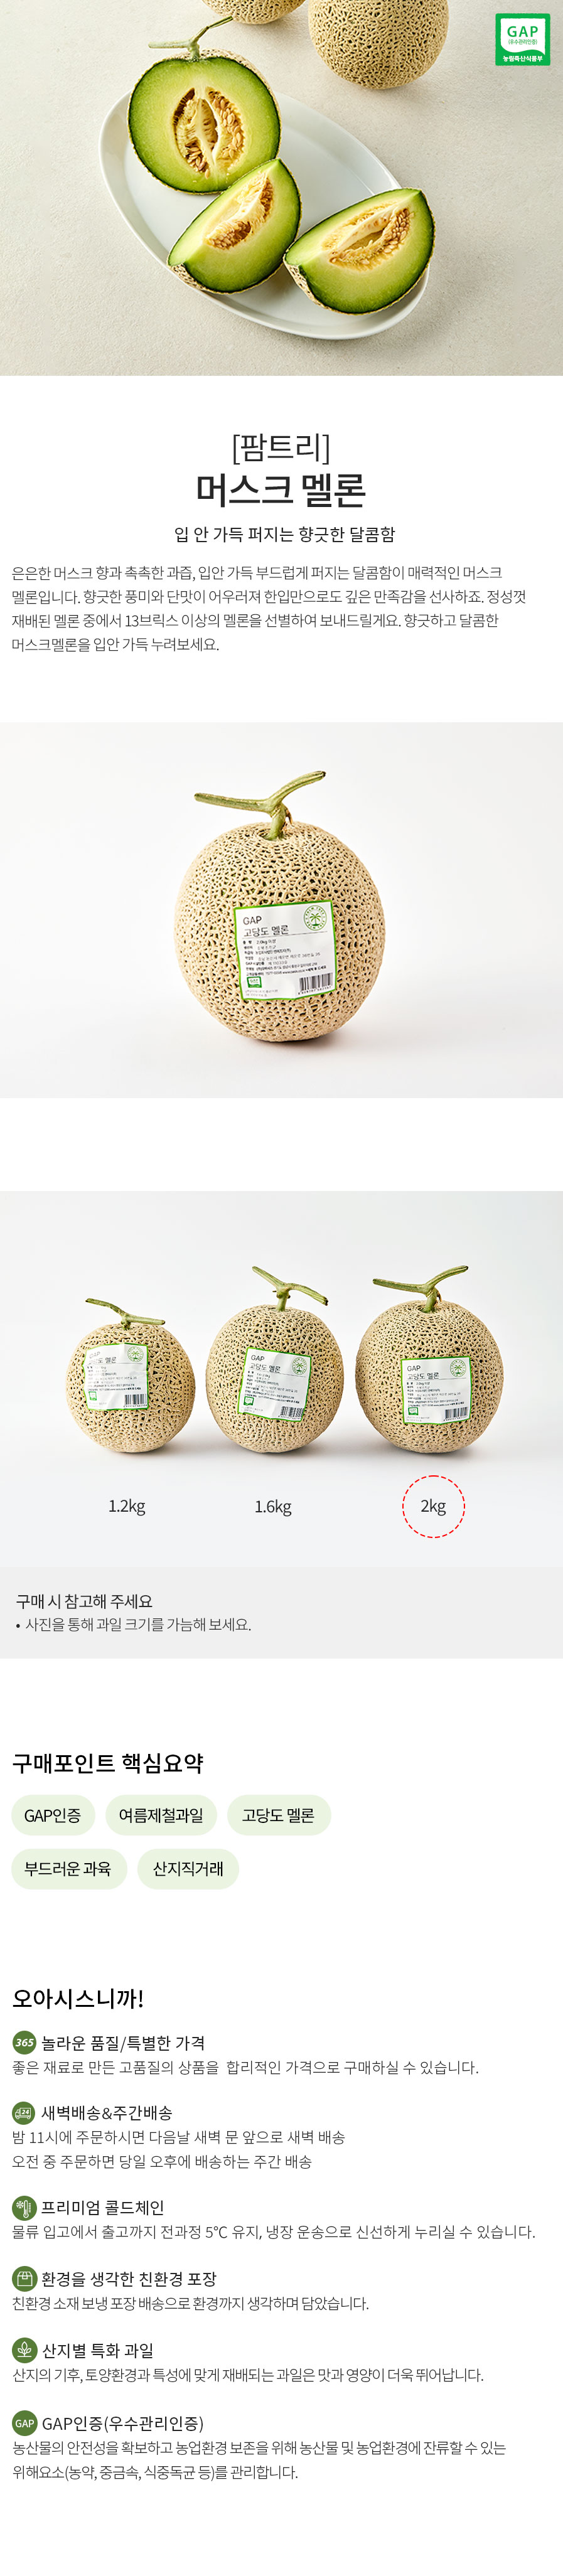 GAP
(우수관리인증)
농림축산식품부
[팜트리]
머스크 멜론
입 안 가득 퍼지는 향긋한 달콤함
은은한 머스크 향과 촉촉한 과즙, 입안 가득 부드럽게 퍼지는 달콤함이 매력적인 머스크
멜론입니다. 향긋한 풍미와 단맛이 어우러져 한입만으로도 깊은 만족감을 선사하죠. 정성껏
재배된 멜론 중에서 13브릭스 이상의 멜론을 선별하여 보내드릴게요. 향긋하고 달콤한
머스크멜론을 입안 가득 누려보세요.
GAP
고당도 멜론
GAP
고당도 멜론
GAP
고당도 멜론
GAP
고당도 멜론
1.2kg
1.6kg
2kg
구매 시 참고해 주세요
• 사진을 통해 과일 크기를 가늠해 보세요.
구매포인트 핵심요약
GAP인증
여름제철과일
고당도 멜론
부드러운 과육
산지직거래
오아시스니까!
365 놀라운 품질/특별한 가격
좋은 재료로 만든 고품질의 상품을 합리적인 가격으로 구매하실 수 있습니다.
24 새벽배송&주간배송
밤 11시에 주문하시면 다음날 새벽 문 앞으로 새벽 배송
오전 중 주문하면 당일 오후에 배송하는 주간 배송
프리미엄 콜드체인
물류 입고에서 출고까지 전과정 5℃ 유지, 냉장 운송으로 신선하게 누리실 수 있습니다.
환경을 생각한 친환경 포장
친환경 소재 보냉 포장 배송으로 환경까지 생각하며 담았습니다.
산지별 특화 과일
산지의 기후, 토양환경과 특성에 맞게 재배되는 과일은 맛과 영양이 더욱 뛰어납니다.
GAP GAP인증(우수관리인증)
농산물의 안전성을 확보하고 농업환경 보존을 위해 농산물 및 농업환경에 잔류할 수 있는
위해요소(농약, 중금속, 식중독균 등)를 관리합니다.